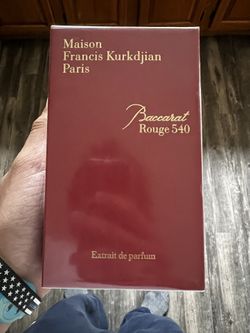 Maison
Francis Kurkdjian
Paris
Baccarat
Rouge 540
Extrait de parfum